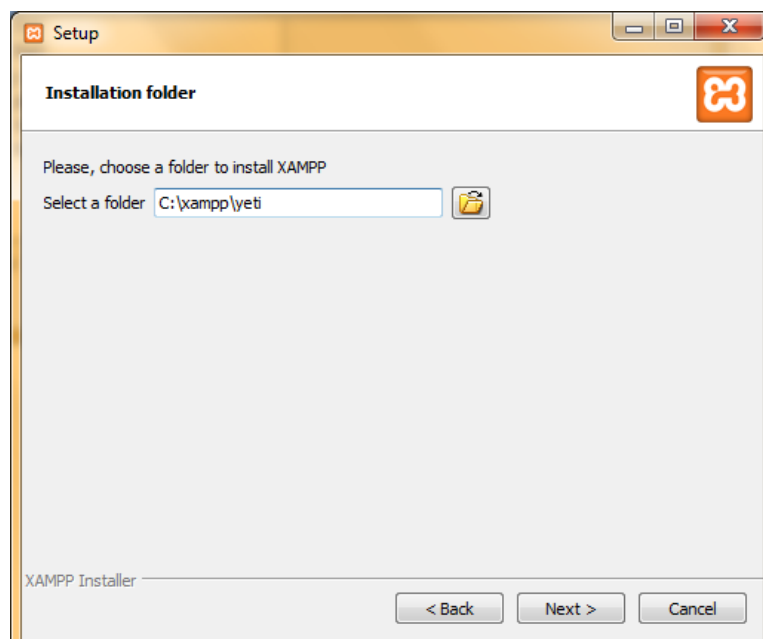 Setup
Installation folder
Please, choose a folder to install XAMPP
Select a folder C:\xampp\yeti
XAMPP Installer
< Back Next > Cancel